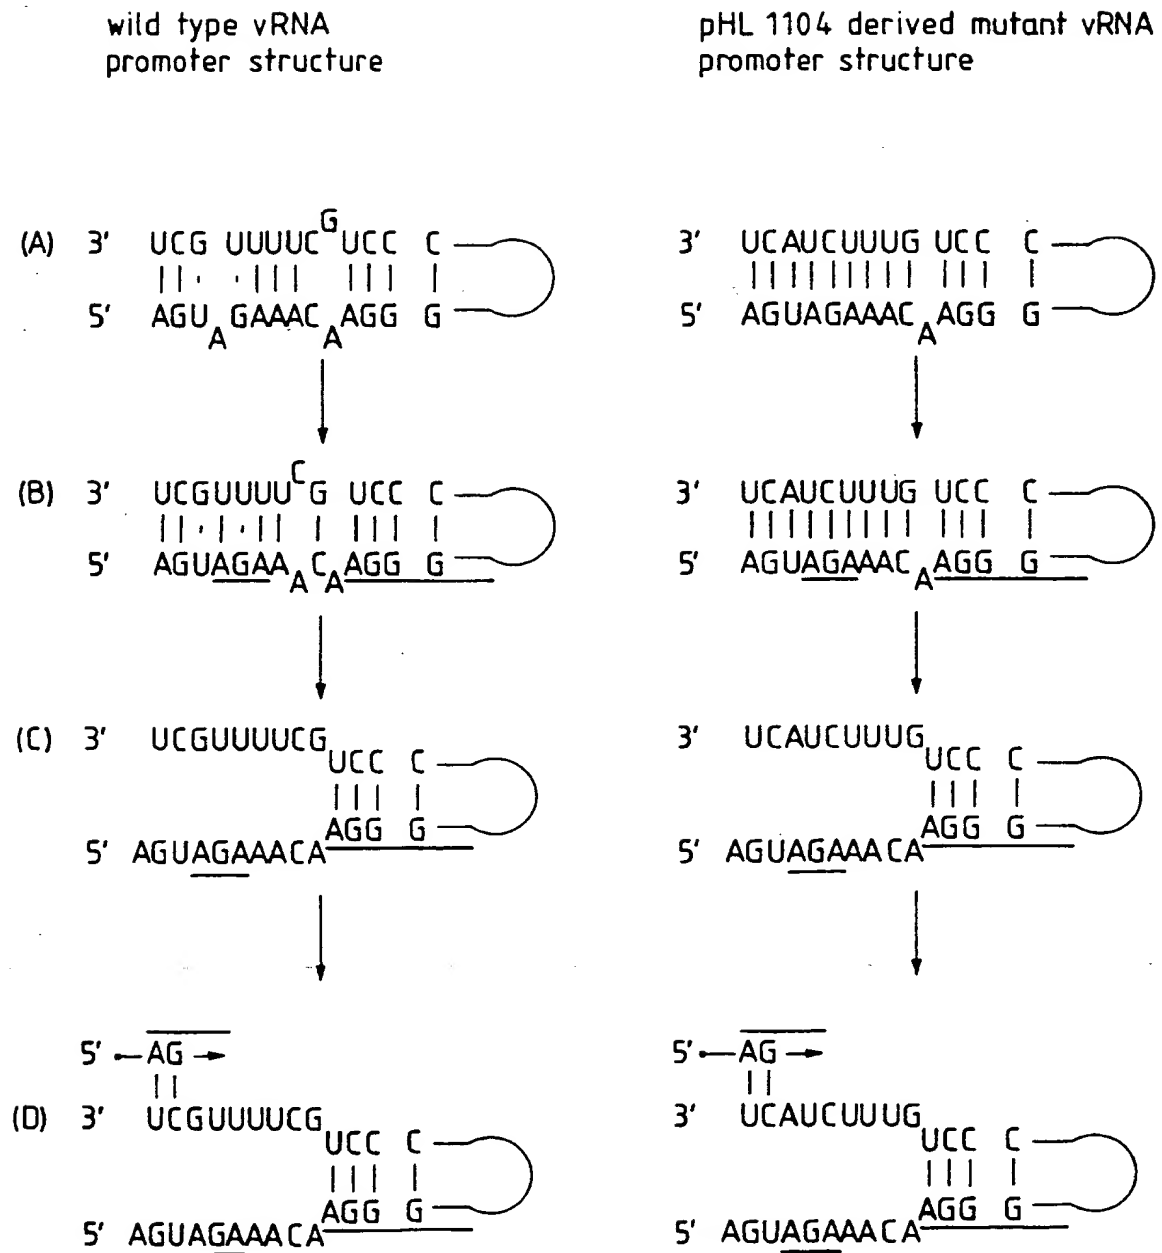 wild type vRNA
promoter structure
pHL 1104 derived mutant vRNA
promoter structure
(A) 3' UCG UUUUC G UCC C
5' AGU A GAAAC A AGG G
3' UCAUCUUUG UCC C
5' AGUAGAAAC A AGG G
(B) 3' UCGUUUU C G UCC C
5' AGUAGAA A C A AGG G
3' UCAUCUUUG UCC C
5' AGUAGAAAC A AGG G
(C) 3' UCGUUUUCG UCC C
5' AGUAGAAACA AGG G
3' UCAUCUUUG UCC C
5' AGUAGAAACA AGG G
5' AG
(D) 3' UCGUUUUCG UCC C
5' AGUAGAAACA AGG G
5' AG
3' UCAUCUUUG UCC C
5' AGUAGAAACA AGG G